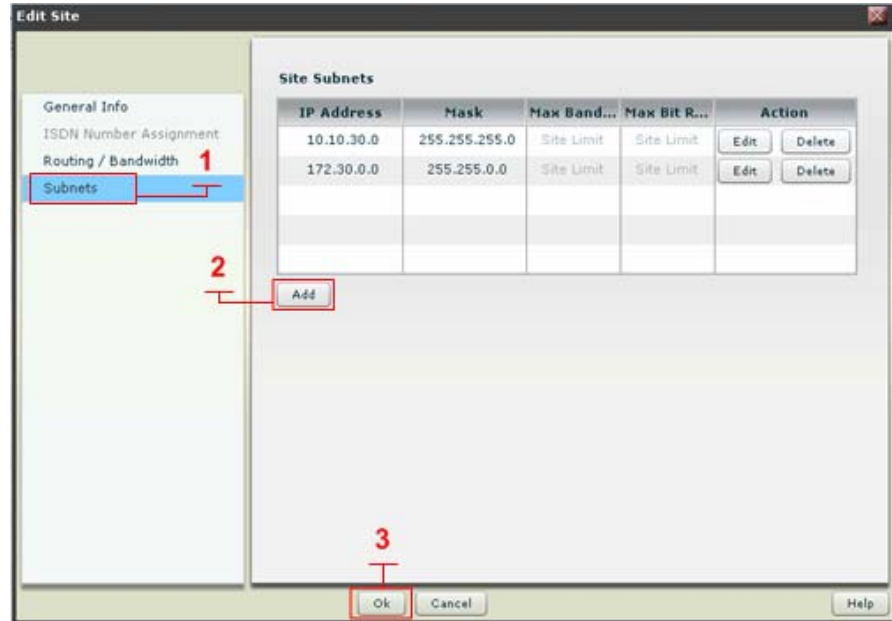 Edit Site
General Info
ISDN Number Assignment
Routing / Bandwidth
Subnets
1
Site Subnets
IP Address Mask Max Band... Max Bit R... Action
10.10.30.0 255.255.255.0 Site Limit Site Limit Edit Delete
172.30.0.0 255.255.0.0 Site Limit Site Limit Edit Delete
2
Add
3
Ok Cancel Help